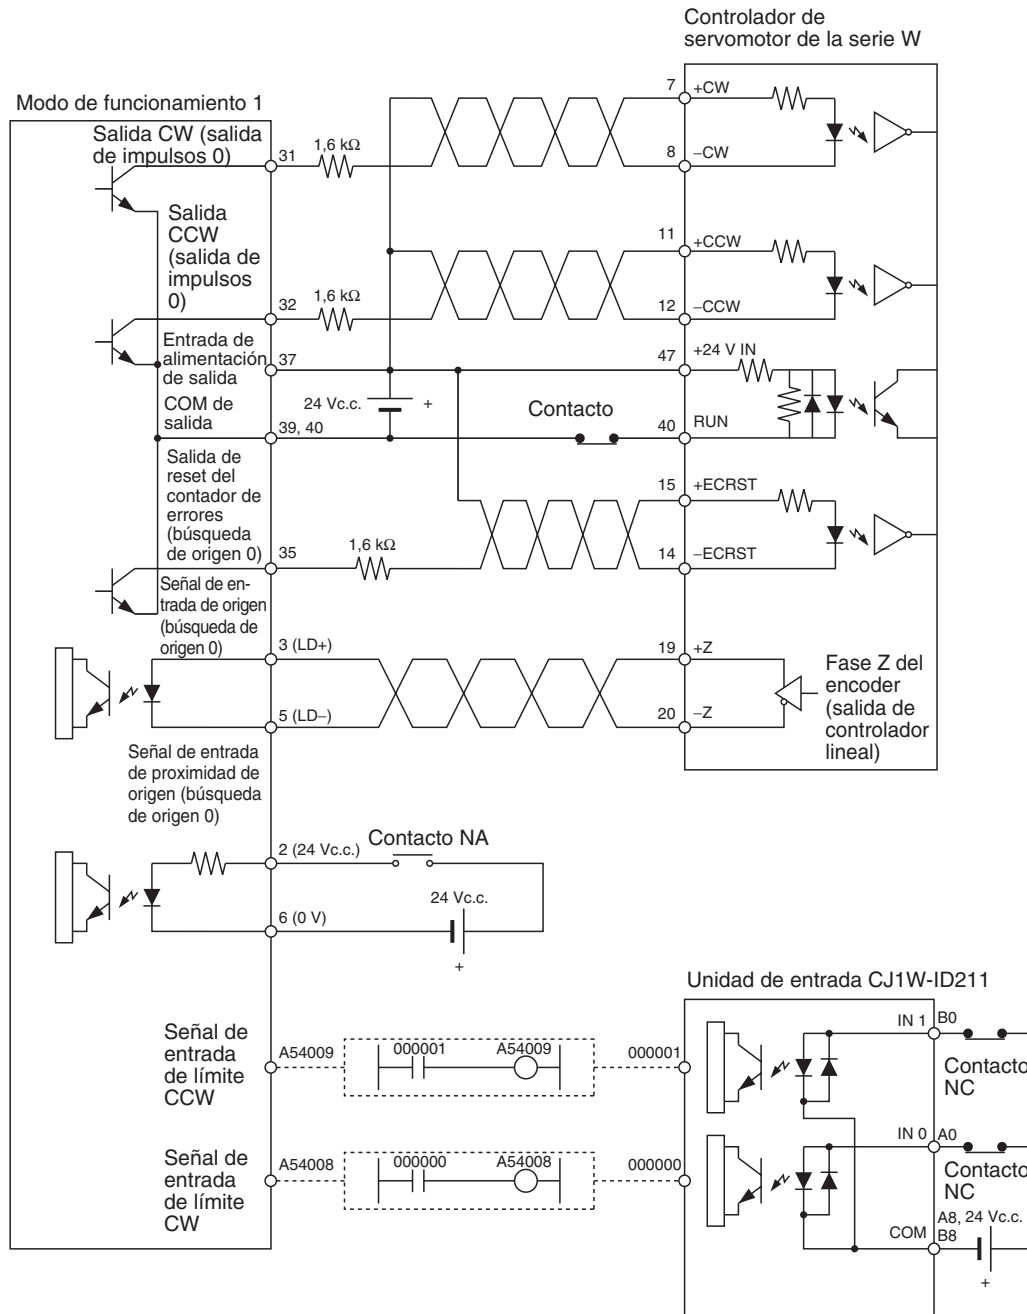 Controlador de
servomotor de la serie W
Modo de funcionamiento 1
Salida CW (salida
de impulsos 0)
31
1,6 kΩ
7
+CW
8
–CW
Salida
CCW
(salida de
impulsos
0)
32
1,6 kΩ
11
+CCW
12
–CCW
Entrada de
alimentación
de salida
37
47
+24 V IN
24 Vc.c.
+
COM de
salida
39, 40
Contacto
40
RUN
Salida de
reset del
contador de
errores
(búsqueda
de origen 0)
35
1,6 kΩ
15
+ECRST
14
–ECRST
Señal de en-
trada de origen
(búsqueda de
origen 0)
3 (LD+)
5 (LD–)
19
+Z
20
–Z
Fase Z del
encoder
(salida de
controlador
lineal)
Señal de entrada
de proximidad de
origen (búsqueda
de origen 0)
2 (24 Vc.c.)
Contacto NA
6 (0 V)
24 Vc.c.
+
Unidad de entrada CJ1W-ID211
Señal de
entrada
de límite
CCW
A54009
000001
A54009
000001
IN 1
B0
Contacto
NC
Señal de
entrada
de límite
CW
A54008
000000
A54008
000000
IN 0
A0
Contacto
NC
COM
A8,
B8
24 Vc.c.
+